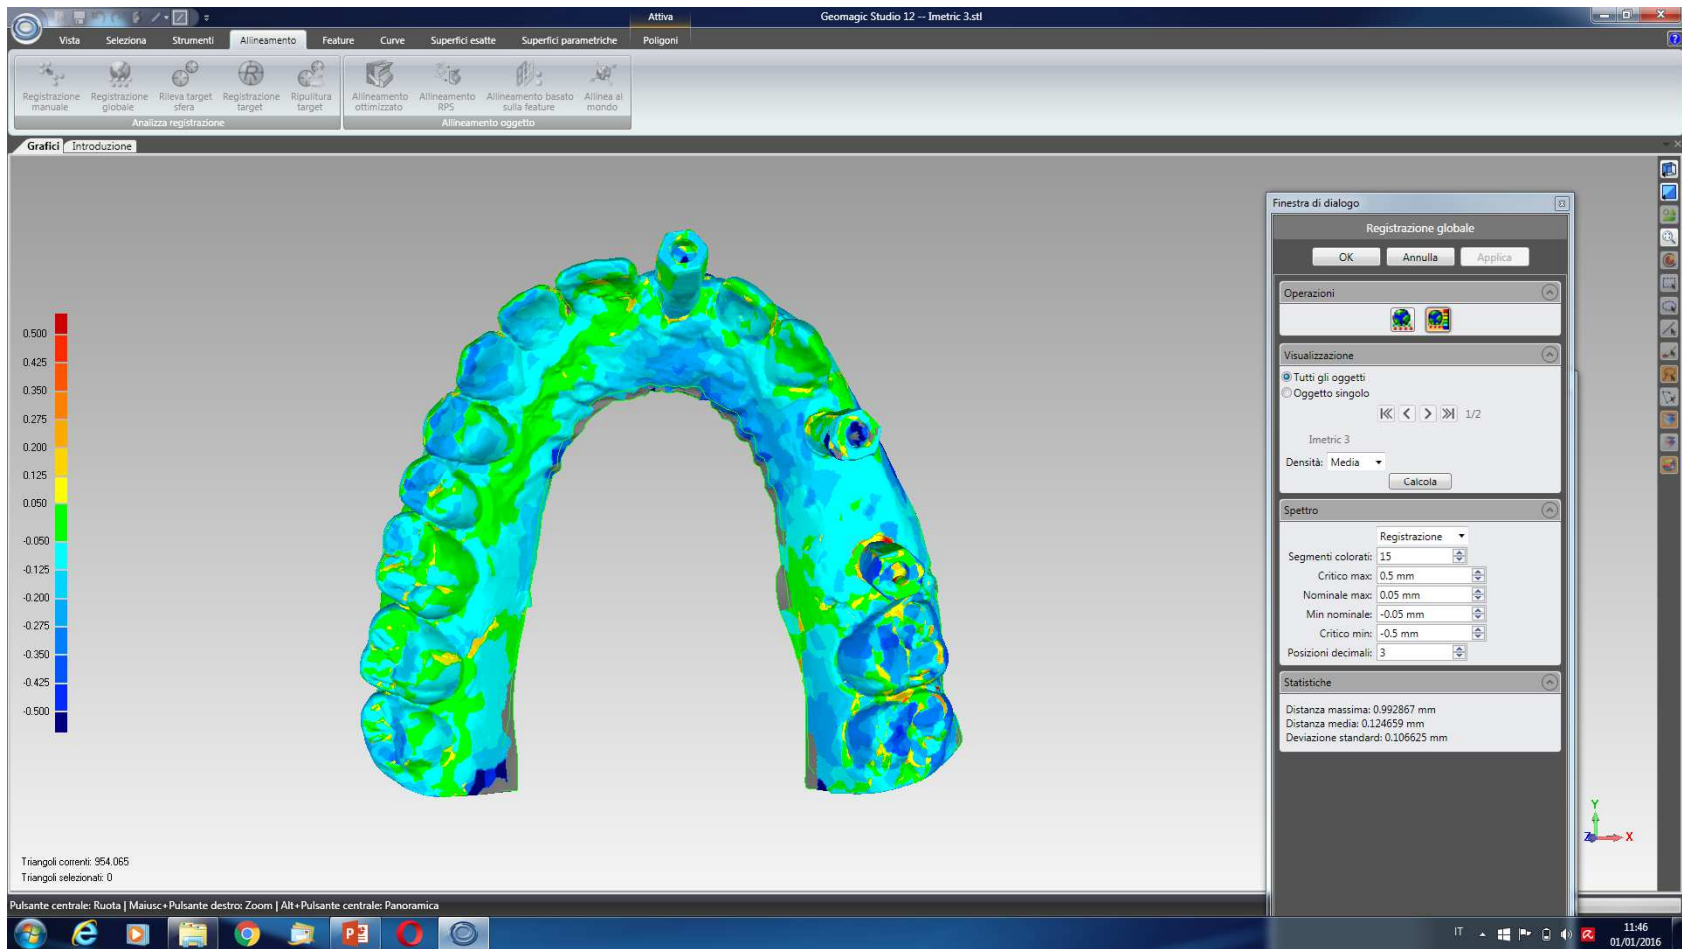 Attiva
Geomagic Studio 12 -- Imetric 3.stl
Vista Seleziona Strumenti Allineamento Feature Curve Superfici esatte Superfici parametriche Poligoni
Registrazione manuale
Registrazione globale
Rileva target sfera
Registrazione target
Ripulitura target
Allineamento ottimizzato
Allineamento RPS
Allineamento basato sulla feature
Allinea al mondo
Analizza registrazione
Allineamento oggetto
Grafici Introduzione
0.500
0.425
0.350
0.275
0.200
0.125
0.050
-0.050
-0.125
-0.200
-0.275
-0.350
-0.425
-0.500
Finestra di dialogo
Registrazione globale
OK Annulla Applica
Operazioni
Visualizzazione
Tutti gli oggetti
Oggetto singolo
1/2
Imetric 3
Densità: Media
Calcola
Spettro
Registrazione
Segmenti colorati: 15
Critico max: 0.5 mm
Nominale max: 0.05 mm
Min nominale: -0.05 mm
Critico min: -0.5 mm
Posizioni decimali: 3
Statistiche
Distanza massima: 0.992867 mm
Distanza media: 0.124659 mm
Deviazione standard: 0.106625 mm
Y
Z X
Triangoli correnti: 954.065
Triangoli selezionati: 0
Pulsante centrale: Ruota | Maiusc+Pulsante destro: Zoom | Alt+Pulsante centrale: Panoramica
IT
11:46
01/01/2016